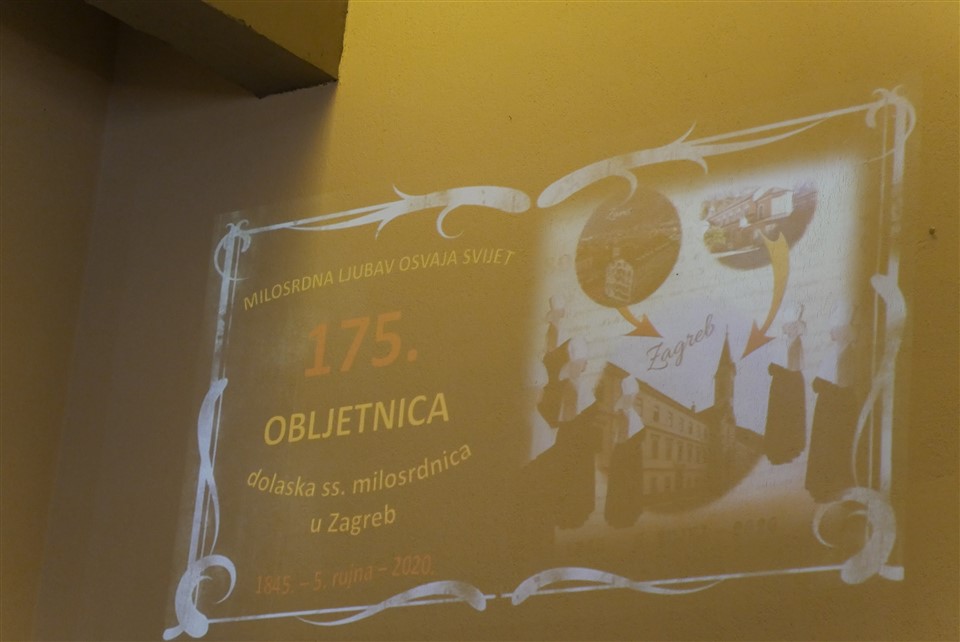 MILOSRDNA LJUBAV OSVAJA SVIJET
175.
OBLJETNICA
dolaska ss. milosrdnica
u Zagreb
1845. – 5. rujna – 2020.
Zagreb